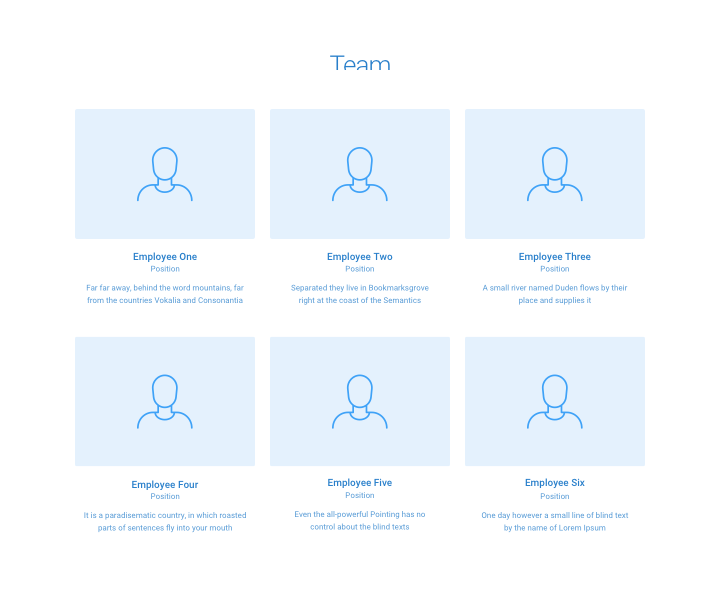 Team
Employee One
Position
Far far away, behind the word mountains, far
from the countries Vokalia and Consonantia
Employee Two
Position
Separated they live in Bookmarksgrove
right at the coast of the Semantics
Employee Three
Position
A small river named Duden flows by their
place and supplies it
Employee Four
Position
It is a paradisematic country, in which roasted
parts of sentences fly into your mouth
Employee Five
Position
Even the all-powerful Pointing has no
control about the blind texts
Employee Six
Position
One day however a small line of blind text
by the name of Lorem Ipsum